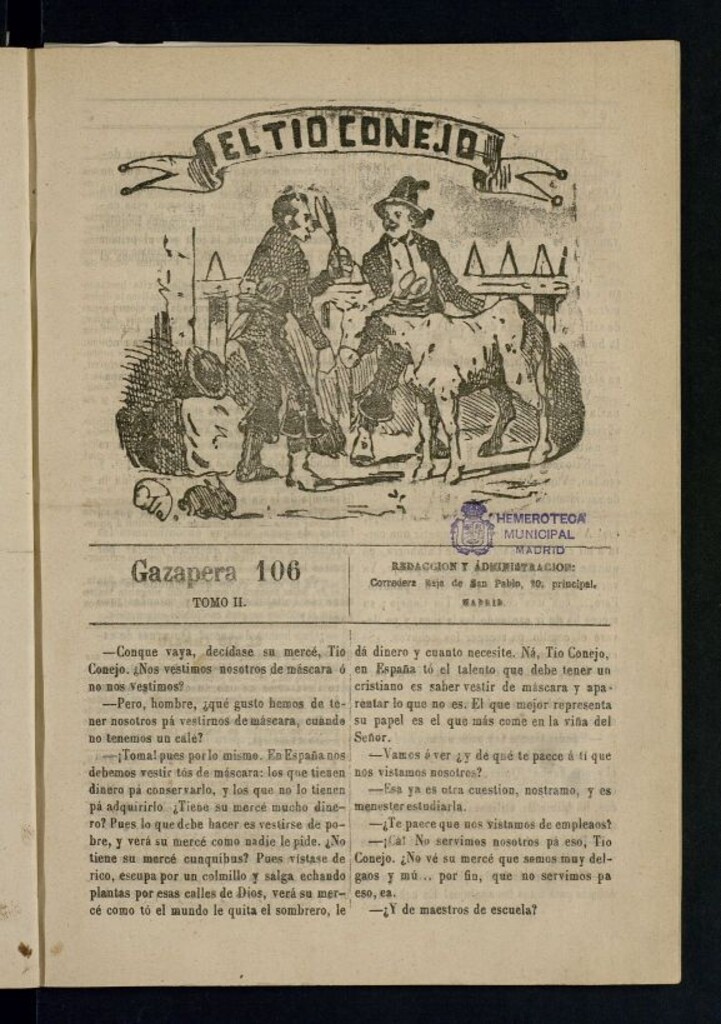 EL TIO CONEJO
HEMEROTECA
MUNICIPAL
MADRID
Gazapera 106
TOMO II.
REDACCION Y ADMINISTRACION:
Corredera Baja de San Pablo, principal.
MADRID
—Conque vaya, decídase su mercé, Tio
Conejo. ¿Nos vestimos nosotros de máscara ó
no nos vestimos?
—Pero, hombre, ¿qué gusto hemos de te-
ner nosotros pá vestirnos de máscara, cuando
no tenemos un calé?
—¡Toma! pues por lo mismo. En España nos
debemos vestir tós de máscara: los que tienen
dinero pá conservarlo, y los que no lo tienen
pá adquirirlo. ¿Tiene su mercé mucho dine-
ro? Pues lo que debe hacer es vestirse de po-
bre, y verá su mercé como nadie le pide. ¿No
tiene su mercé cunquibus? Pues vístase de
rico, escupa por un colmillo y salga echando
plantas por esas calles de Dios, verá su mer-
cé como tó el mundo le quita el sombrero, le
dá dinero y cuanto necesite. Ná, Tio Conejo,
en España tó el talento que debe tener un
cristiano es saber vestir de máscara y apa-
rentar lo que no es. El que mejor representa
su papel es el que más come en la viña del
Señor.
—Vamos á ver ¿y de qué te paece á tí que
nos vistamos nosotros?
—Esa ya es otra cuestion, nostramo, y es
menester estudiarla.
—¿Te paece que nos vistamos de empleaos?
—¡Ca! No servimos nosotros pá eso, Tio
Conejo. ¿No vé su mercé que semos muy del-
gaos y mú... por fin, que no servimos pa
eso, ea.
—¿Y de maestros de escuela?